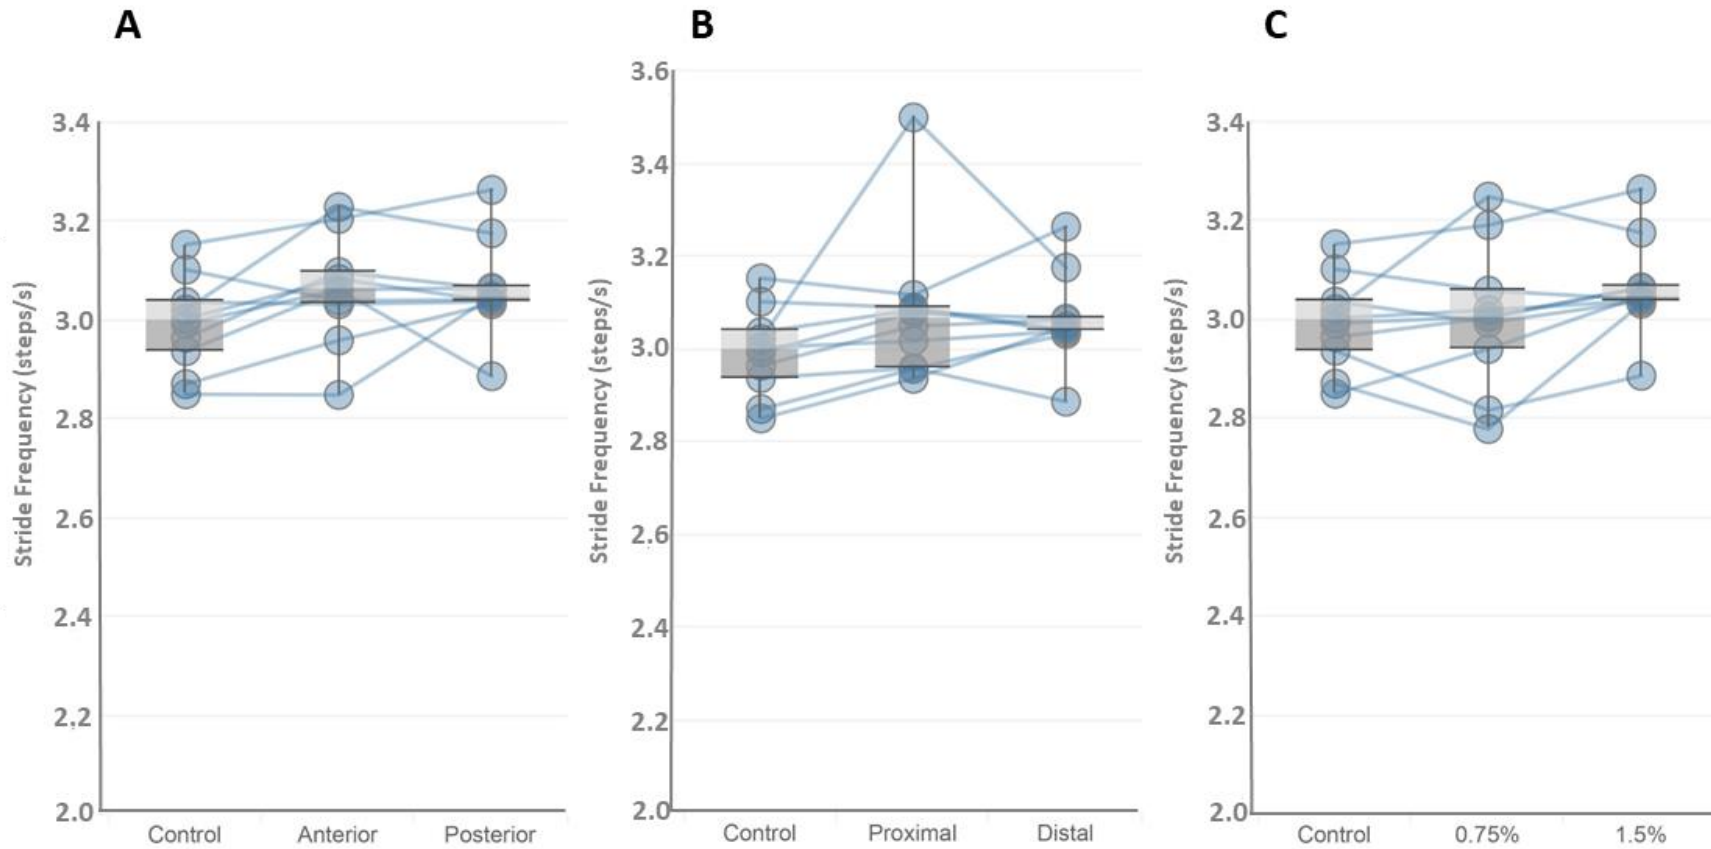 A
B
C
Stride Frequency (steps/s)
3.4
3.2
3.0
2.8
2.6
2.4
2.2
2.0
Control
Anterior
Posterior
Stride Frequency (steps/s)
3.6
3.4
3.2
3.0
2.8
2.6
2.4
2.2
2.0
Control
Proximal
Distal
Stride Frequency (steps/s)
3.4
3.2
3.0
2.8
2.6
2.4
2.2
2.0
Control
0.75%
1.5%